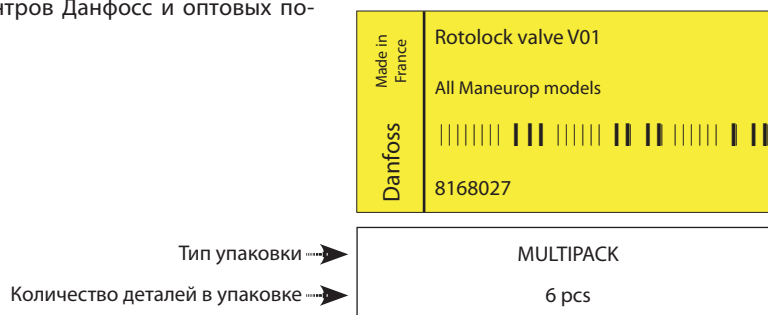 нтров Данфосс и оптовых по-
Made in
France
Danfoss
Rotolock valve V01
All Maneurop models
8168027
Тип упаковки
MULTIPACK
Количество деталей в упаковке
6 pcs